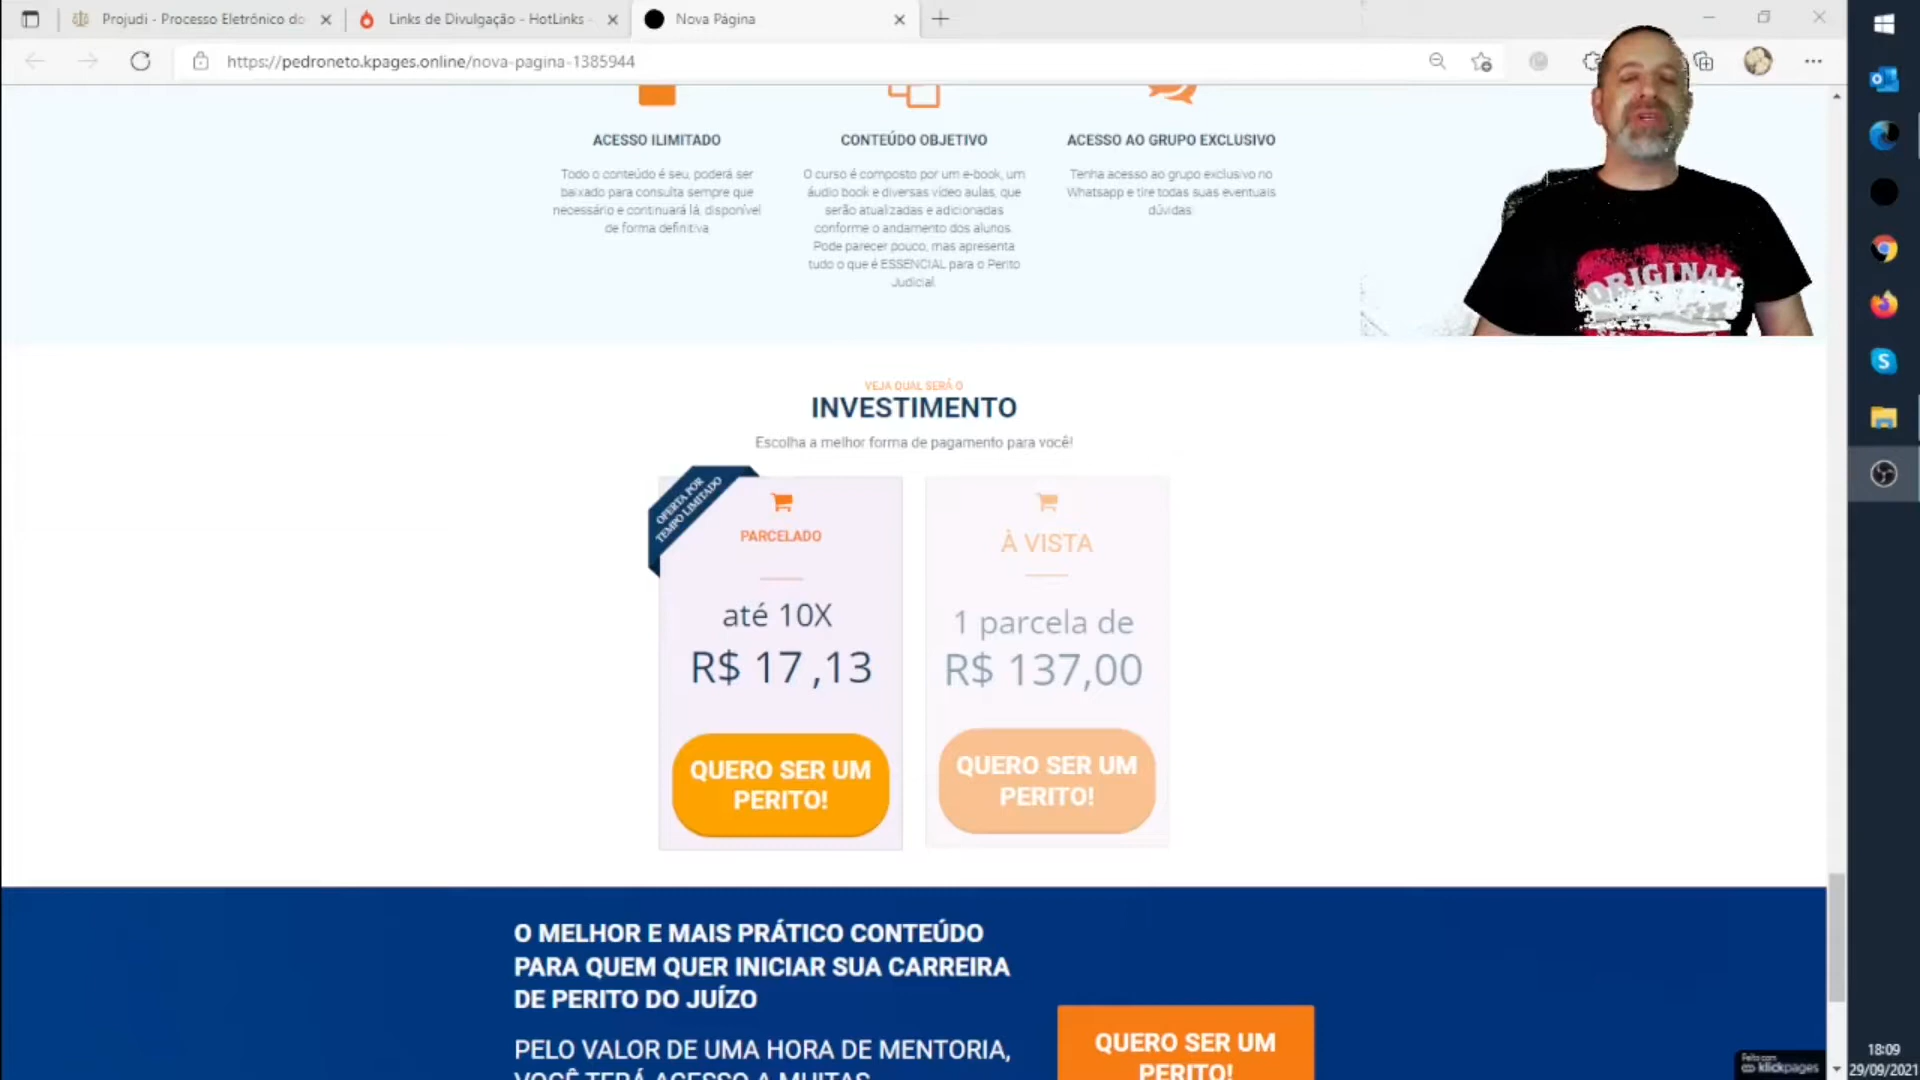 Projudi - Processo Eletrônico do
Links de Divulgação - HotLinks -
Nova Página
https://pedroneto.kpages.online/nova-pagina-1385944
ACESSO ILIMITADO
Todo o conteúdo é seu, poderá ser
baixado para consulta sempre que
necessário e continuará lá, disponível
de forma definitiva
CONTEÚDO OBJETIVO
O curso é composto por um e-book, um
áudio book e diversas vídeo aulas, que
serão atualizadas e adicionadas
conforme o andamento dos alunos.
Pode parecer pouco, mas apresenta
tudo o que é ESSENCIAL para o Perito
Judicial.
ACESSO AO GRUPO EXCLUSIVO
Tenha acesso ao grupo exclusivo no
Whatsapp e tire todas suas eventuais
dúvidas
ORIGINAL
VEJA QUAL SERÁ O
INVESTIMENTO
Escolha a melhor forma de pagamento para você!
OFERTA POR
TEMPO LIMITADO
PARCELADO
até 10X
R$ 17 ,13
QUERO SER UM
PERITO!
À VISTA
1 parcela de
R$ 137,00
QUERO SER UM
PERITO!
O MELHOR E MAIS PRÁTICO CONTEÚDO
PARA QUEM QUER INICIAR SUA CARREIRA
DE PERITO DO JUÍZO
PELO VALOR DE UMA HORA DE MENTORIA,
VOCÊ TERÁ ACESSO A MUITAS
QUERO SER UM
PERITO!
Feito com
klickpages
18:09
29/09/2021